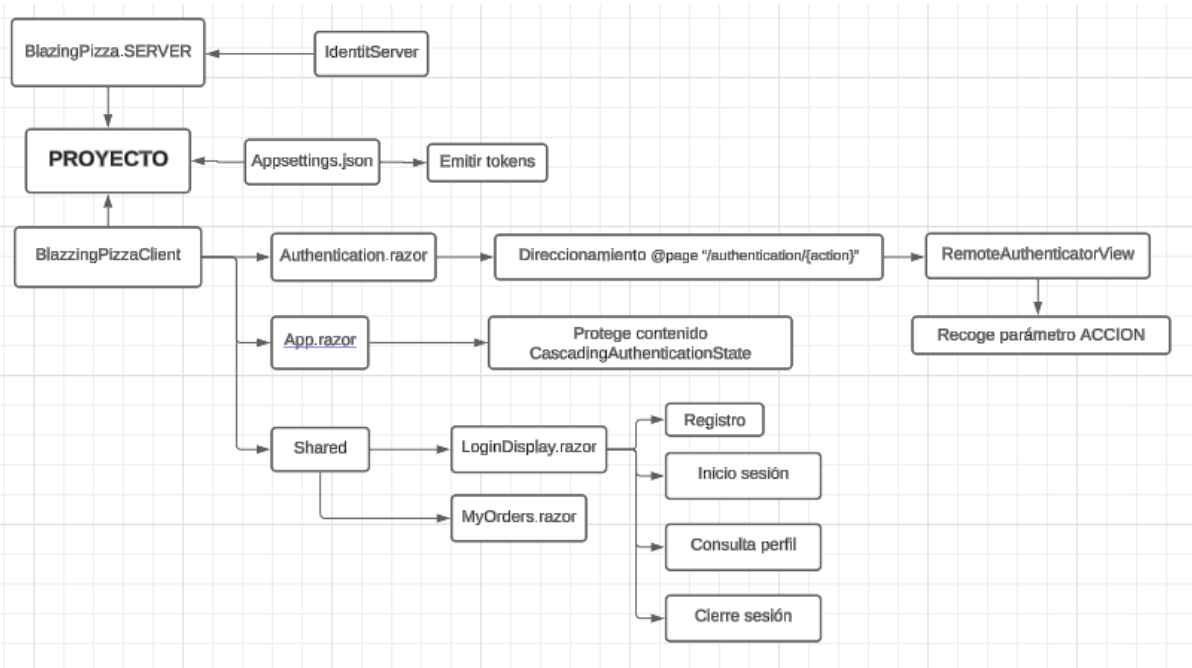 BlazingPizza.SERVER
IdentitServer
PROYECTO
Appsettings.json
Emitir tokens
BlazzingPizzaClient
Authentication.razor
Direccionamiento @page "/authentication/{action}"
RemoteAuthenticatorView
Recoge parámetro ACCION
App.razor
Protege contenido
CascadingAuthenticationState
Shared
LoginDisplay.razor
Registro
Inicio sesión
Consulta perfil
Cierre sesión
MyOrders.razor